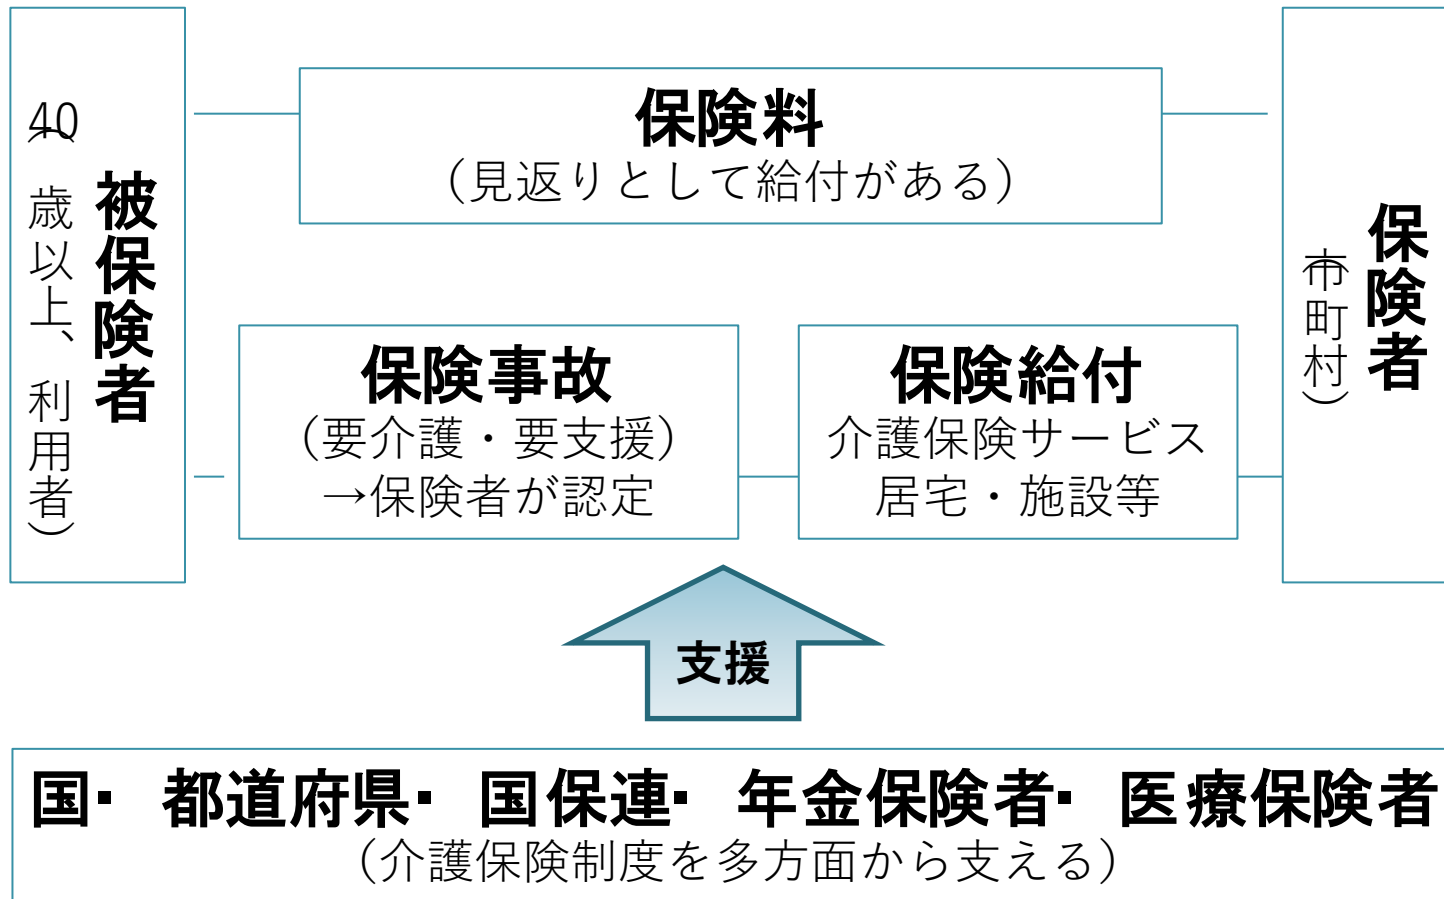 被保険者
（40歳以上、利用者）
保険料
（見返りとして給付がある）
保険者
（市町村）
保険事故
（要介護・要支援）
→保険者が認定
保険給付
介護保険サービス
居宅・施設等
支援
国・都道府県・国保連・年金保険者・医療保険者
（介護保険制度を多方面から支える）